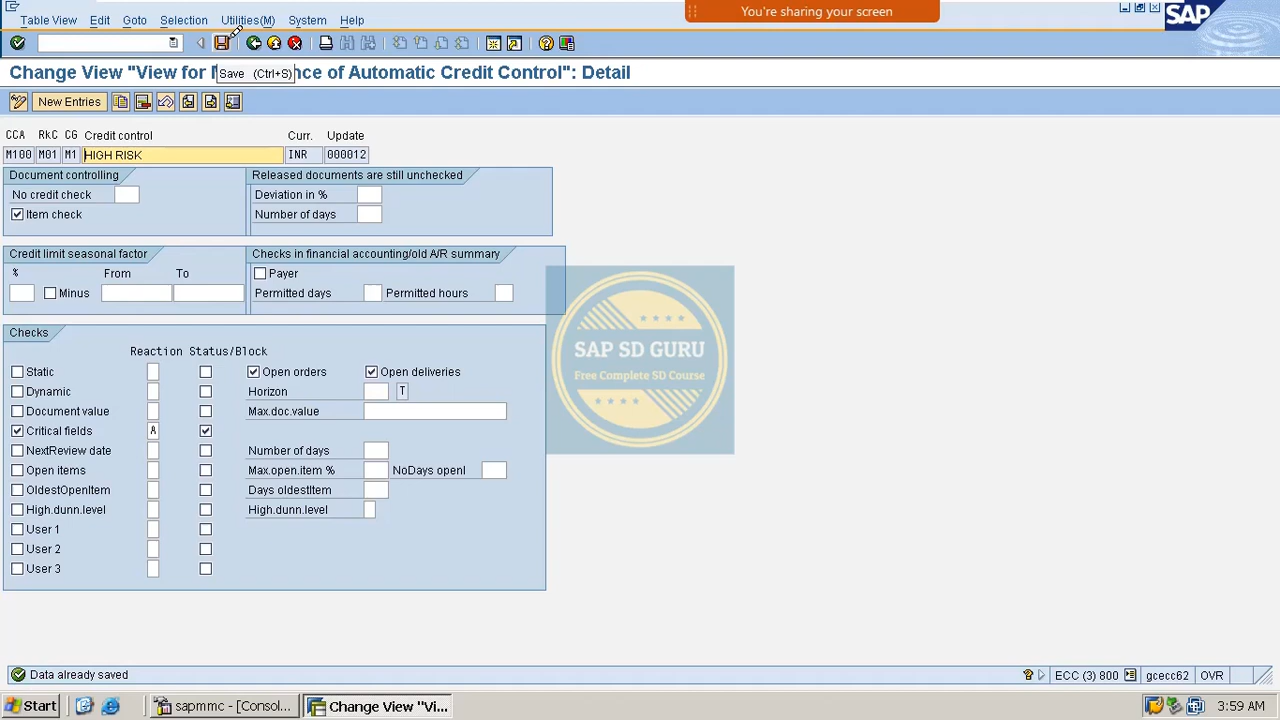 You're sharing your screen
Table View Edit Goto Selection Utilities(M) System Help
SAP
Change View "View for nce of Automatic Credit Control": Detail
Save (Ctrl+S)
New Entries
CCA RkC CG Credit control Curr. Update
M100 M01 M1 HIGH RISK INR 000012
Document controlling Released documents are still unchecked
No credit check Deviation in %
Item check Number of days
Credit limit seasonal factor Checks in financial accounting/old A/R summary
% From To Payer
Minus Permitted days Permitted hours
SAP SD GURU
Free Complete SD Course
Checks
Reaction Status/Block
Static Open orders Open deliveries
Dynamic Horizon T
Document value Max.doc.value
Critical fields A
NextReview date Number of days
Open items Max.open.item % NoDays openI
OldestOpenItem Days oldestItem
High.dunn.level High.dunn.level
User 1
User 2
User 3
Data already saved ECC (3) 800 gcecc62 OVR
Start sapmmc - [Consol... Change View "Vi... 3:59 AM